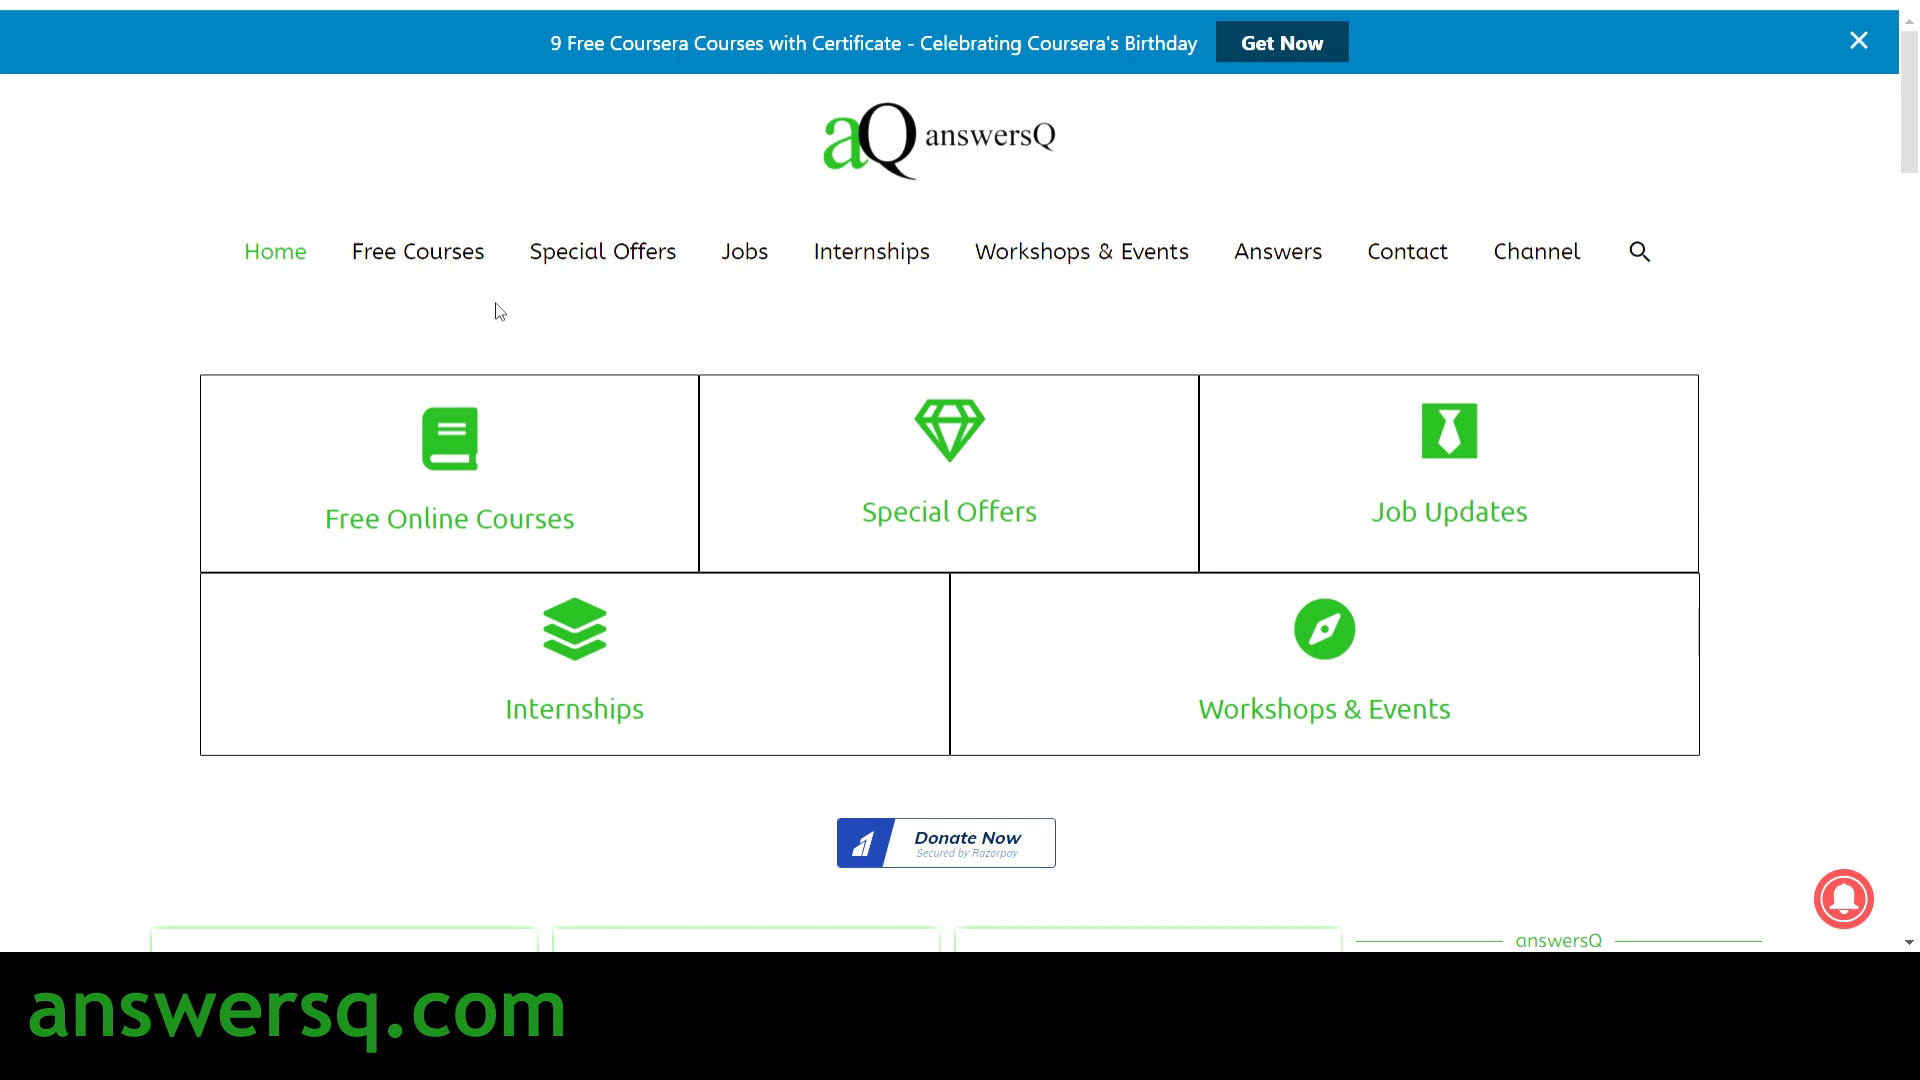 9 Free Coursera Courses with Certificate - Celebrating Coursera's Birthday Get Now
aQ answersQ
Home Free Courses Special Offers Jobs Internships Workshops & Events Answers Contact Channel
Free Online Courses Special Offers Job Updates
Internships Workshops & Events
Donate Now
Secured by Razorpay
answersQ
answersq.com